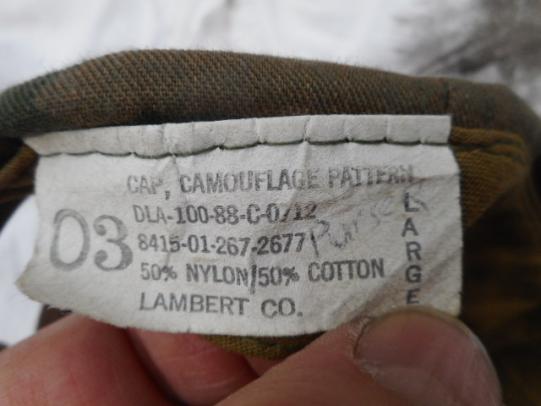 CAP, CAMOUFLAGE PATTERN
DLA-100-88-C-0712
03
8415-01-267-2677
50% NYLON/50% COTTON
LAMBERT CO.
LARGE